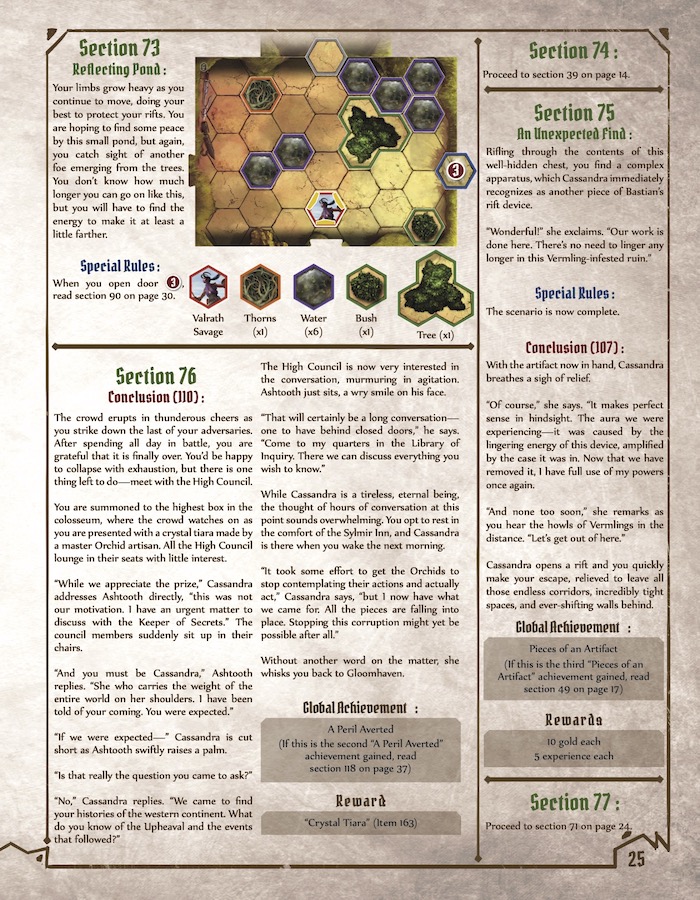 Section 73
Reflecting Pond :
Your limbs grow heavy as you
continue to move, doing your
best to protect your rifts. You
are hoping to find some peace
by this small pond, but again,
you catch sight of another
foe emerging from the trees.
You don't know how much
longer you can go on like this,
but you will have to find the
energy to make it at least a
little farther.
Special Rules :
When you open door 3,
read section 90 on page 30.
3
Valrath
Savage
Thorns
(x1)
Water
(x6)
Bush
(x1)
Tree (x1)
Section 76
Conclusion (110) :
The crowd erupts in thunderous cheers as
you strike down the last of your adversaries.
After spending all day in battle, you are
grateful that it is finally over. You'd be happy
to collapse with exhaustion, but there is one
thing left to do—meet with the High Council.
You are summoned to the highest box in the
colosseum, where the crowd watches on as
you are presented with a crystal tiara made by
a master Orchid artisan. All the High Council
lounge in their seats with little interest.
"While we appreciate the prize," Cassandra
addresses Ashtooth directly, "this was not
our motivation. I have an urgent matter to
discuss with the Keeper of Secrets." The
council members suddenly sit up in their
chairs.
"And you must be Cassandra," Ashtooth
replies. "She who carries the weight of the
entire world on her shoulders. I have been
told of your coming. You were expected."
"If we were expected—" Cassandra is cut
short as Ashtooth swiftly raises a palm.
"Is that really the question you came to ask?"
"No," Cassandra replies. "We came to find
your histories of the western continent. What
do you know of the Upheaval and the events
that followed?"
The High Council is now very interested in
the conversation, murmuring in agitation.
Ashtooth just sits, a wry smile on his face.
"That will certainly be a long conversation—
one to have behind closed doors," he says.
"Come to my quarters in the Library of
Inquiry. There we can discuss everything you
wish to know."
While Cassandra is a tireless, eternal being,
the thought of hours of conversation at this
point sounds overwhelming. You opt to rest in
the comfort of the Sylmir Inn, and Cassandra
is there when you wake the next morning.
"It took some effort to get the Orchids to
stop contemplating their actions and actually
act," Cassandra says, "but I now have what
we came for. All the pieces are falling into
place. Stopping this corruption might yet be
possible after all."
Without another word on the matter, she
whisks you back to Gloomhaven.
Global Achievement :
A Peril Averted
(If this is the second "A Peril Averted"
achievement gained, read
section 118 on page 37)
Reward
"Crystal Tiara" (Item 163)
Section 74 :
Proceed to section 39 on page 14.
Section 75
An Unexpected Find :
Rifling through the contents of this
well-hidden chest, you find a complex
apparatus, which Cassandra immediately
recognizes as another piece of Bastian's
rift device.
"Wonderful!" she exclaims. "Our work is
done here. There's no need to linger any
longer in this Vermling-infested ruin."
Special Rules :
The scenario is now complete.
Conclusion (107) :
With the artifact now in hand, Cassandra
breathes a sigh of relief.
"Of course," she says. "It makes perfect
sense in hindsight. The aura we were
experiencing—it was caused by the
lingering energy of this device, amplified
by the case it was in. Now that we have
removed it, I have full use of my powers
once again.
"And none too soon," she remarks as
you hear the howls of Vermlings in the
distance. "Let's get out of here."
Cassandra opens a rift and you quickly
make your escape, relieved to leave all
those endless corridors, incredibly tight
spaces, and ever-shifting walls behind.
Global Achievement :
Pieces of an Artifact
(If this is the third "Pieces of an
Artifact" achievement gained, read
section 49 on page 17)
Rewards
10 gold each
5 experience each
Section 77 :
Proceed to section 71 on page 24.
25